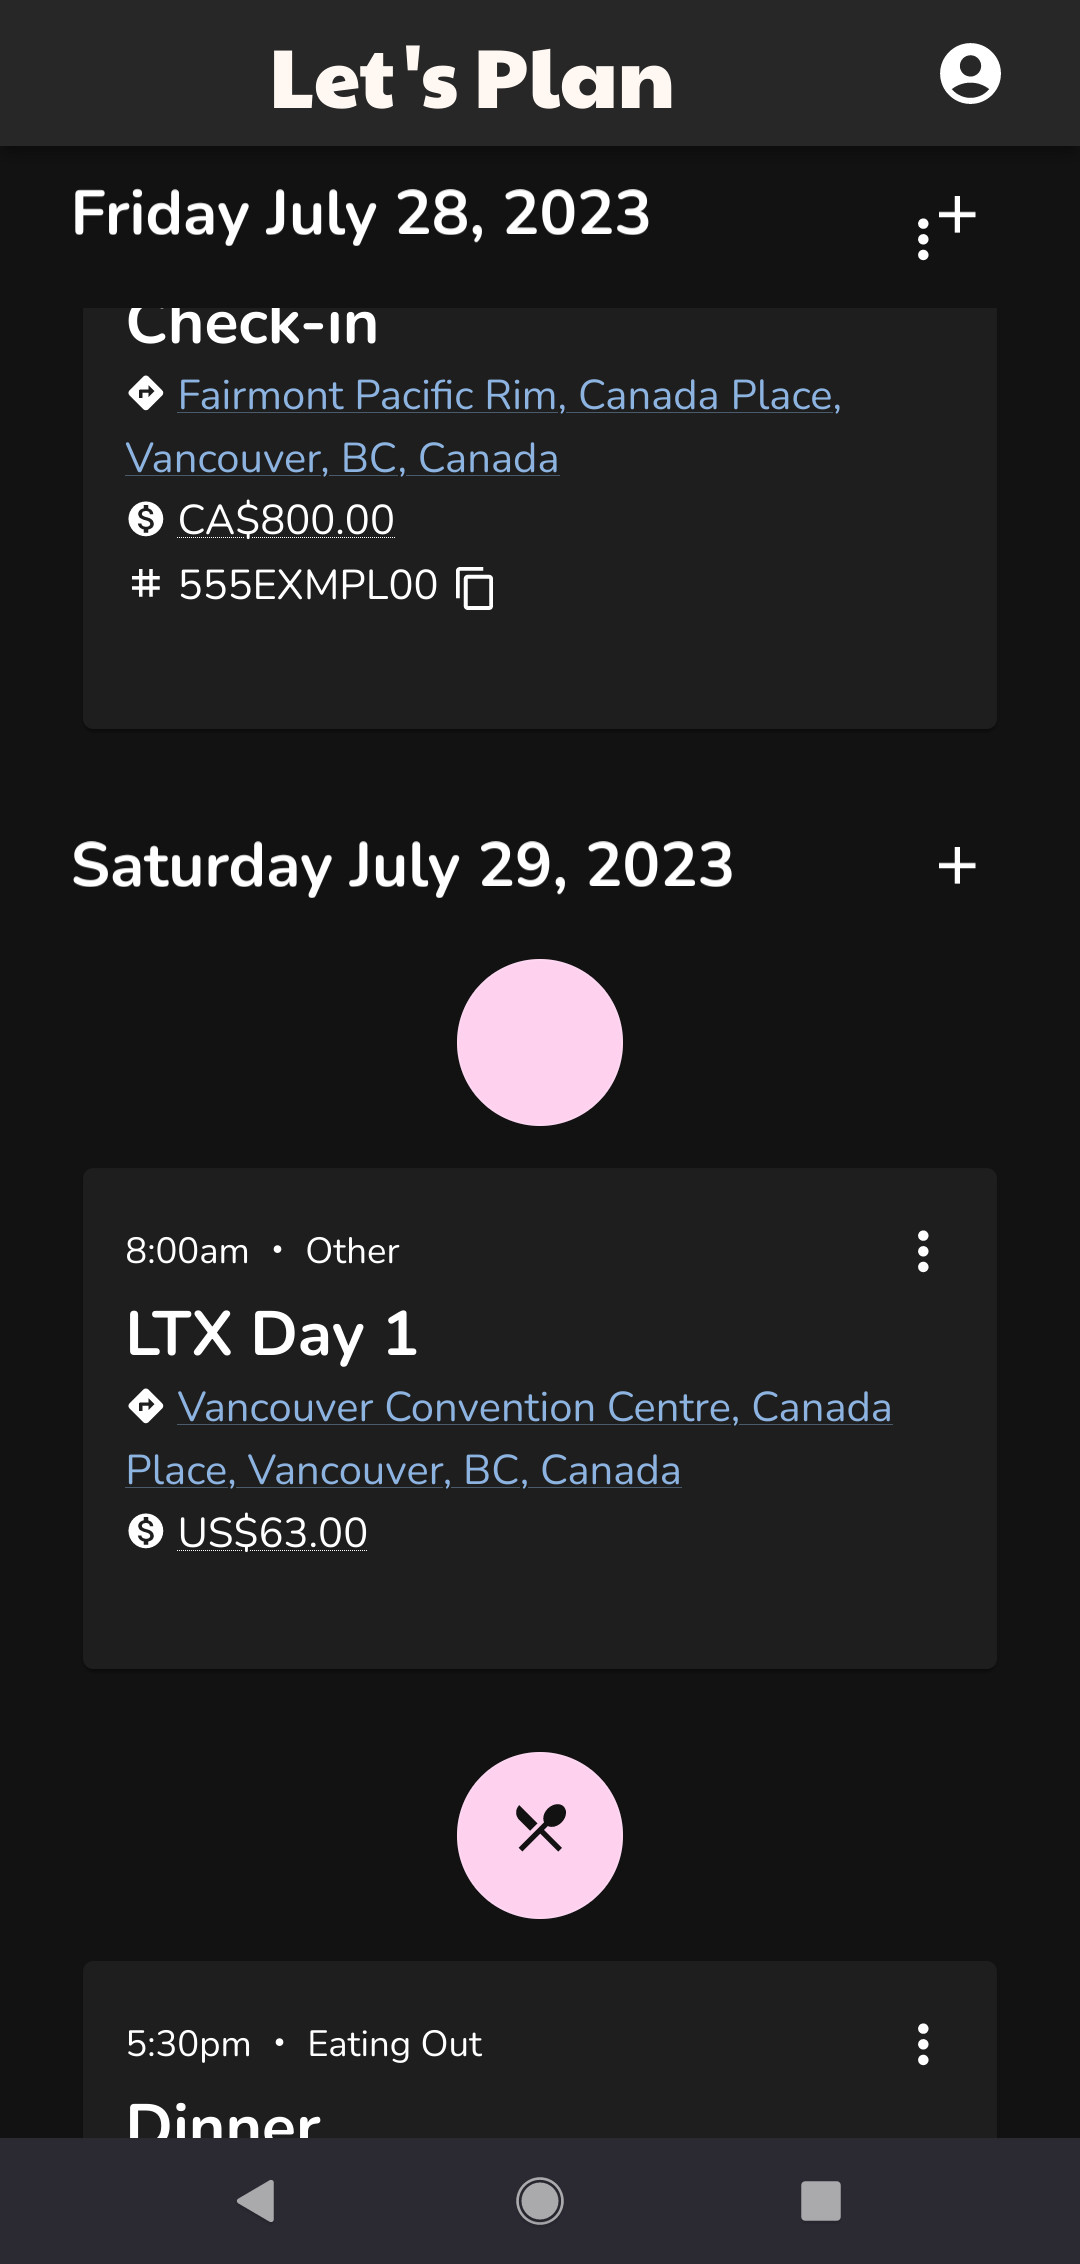 Let's Plan
Friday July 28, 2023
Check-in
Fairmont Pacific Rim, Canada Place,
Vancouver, BC, Canada
CA$800.00
# 555EXMPL00
Saturday July 29, 2023
8:00am • Other
LTX Day 1
Vancouver Convention Centre, Canada
Place, Vancouver, BC, Canada
US$63.00
5:30pm • Eating Out
Dinner